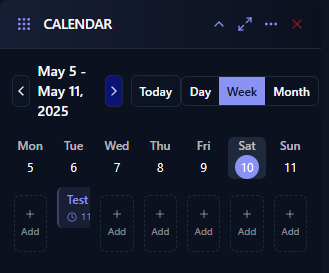 CALENDAR
May 5 -
May 11,
2025
Today Day Week Month
Mon Tue Wed Thu Fri Sat Sun
5 6 7 8 9 10 11
Test
11
+ + + + + +
Add Add Add Add Add Add